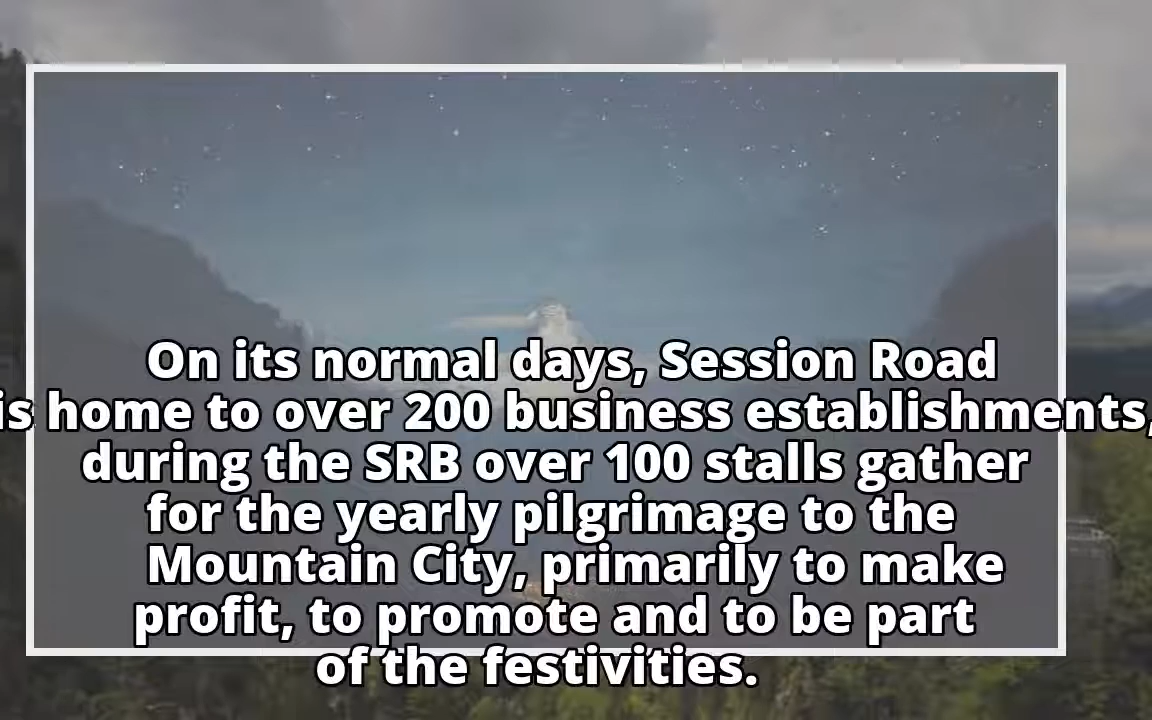 On its normal days, Session Road
is home to over 200 business establishments,
during the SRB over 100 stalls gather
for the yearly pilgrimage to the
Mountain City, primarily to make
profit, to promote and to be part
of the festivities.